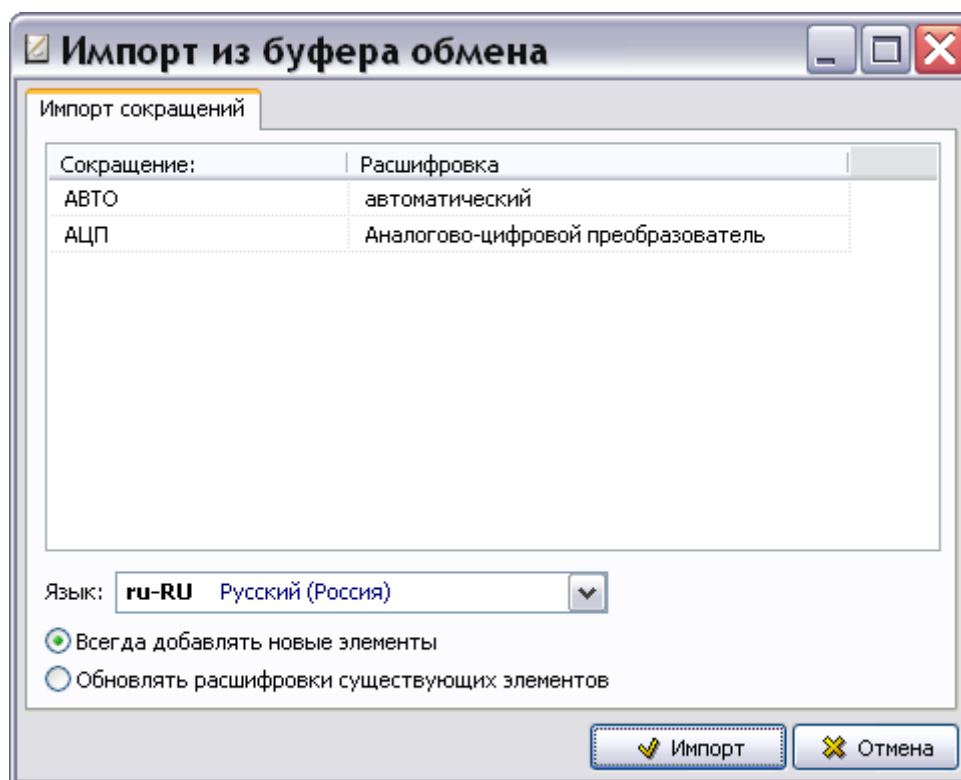 Импорт из буфера обмена
Импорт сокращений
Сокращение: Расшифровка
АВТО автоматический
АЦП Аналогово-цифровой преобразователь
Язык: ru-RU Русский (Россия)
Всегда добавлять новые элементы
Обновлять расшифровки существующих элементов
Импорт Отмена